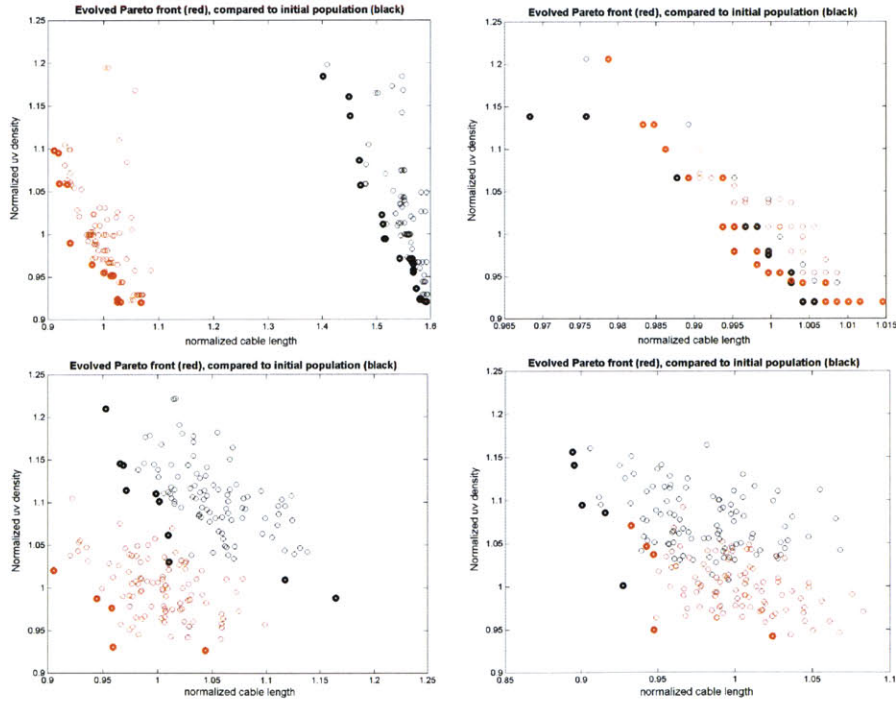 Evolved Pareto front (red), compared to initial population (black)
1.25
1.2
1.15
1.1
1.05
1
0.95
0.9
Normalized uv density
0.9 1 1.1 1.2 1.3 1.4 1.5 1.6
normalized cable length
Evolved Pareto front (red), compared to initial population (black)
1.25
1.2
1.15
1.1
1.05
1
0.95
0.9
Normalized uv density
0.965 0.97 0.975 0.98 0.985 0.99 0.995 1 1.005 1.01 1.015
normalized cable length
Evolved Pareto front (red), compared to initial population (black)
1.25
1.2
1.15
1.1
1.05
1
0.95
0.9
Normalized uv density
0.9 0.95 1 1.05 1.1 1.15 1.2 1.25
normalized cable length
Evolved Pareto front (red), compared to initial population (black)
1.25
1.2
1.15
1.1
1.05
1
0.95
0.9
Normalized uv density
0.85 0.9 0.95 1 1.05 1.1
normalized cable length